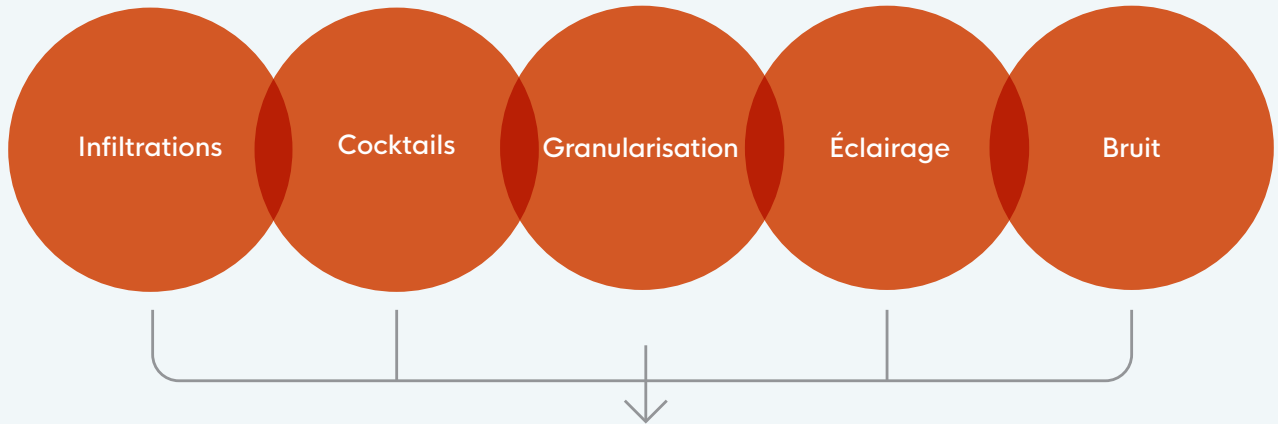 Infiltrations
Cocktails
Granularisation
Éclairage
Bruit